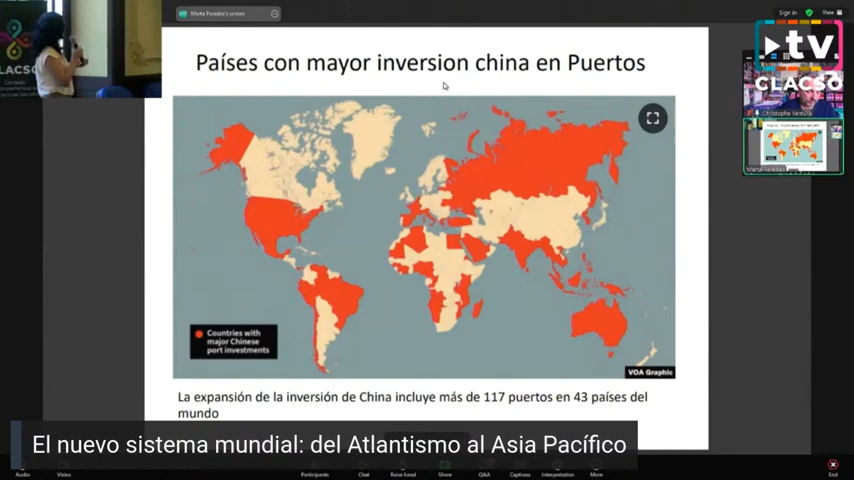 Marta Paredes's screen
Sign in
View
tv
CLACSO
LACSO
Países con mayor inversion china en Puertos
Christophe Ventura
Countries with
major Chinese
port investments
VOA Graphic
La expansión de la inversión de China incluye más de 117 puertos en 43 países del
mundo
El nuevo sistema mundial: del Atlantismo al Asia Pacífico
Audio
Video
Participants
Chat
Raise hand
Share
Q&A
Captions
Interpretation
More
End